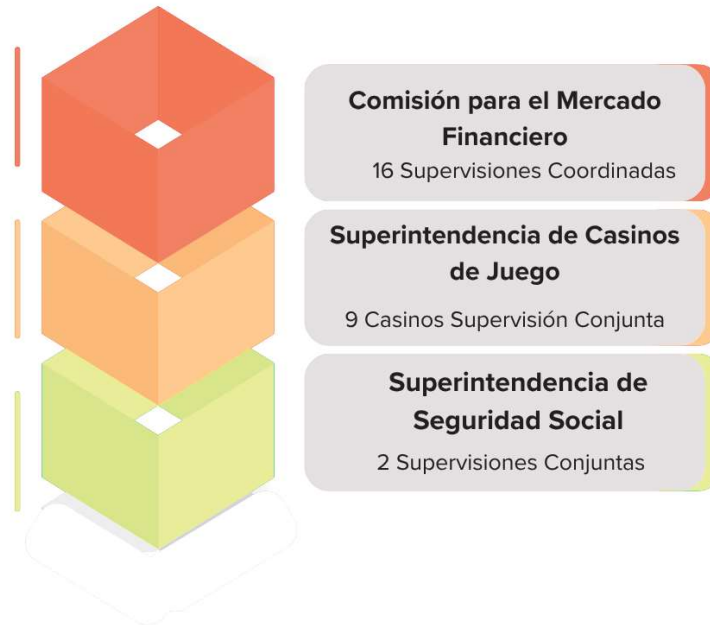 Comisión para el Mercado
Financiero
16 Supervisiones Coordinadas
Superintendencia de Casinos
de Juego
9 Casinos Supervisión Conjunta
Superintendencia de
Seguridad Social
2 Supervisiones Conjuntas